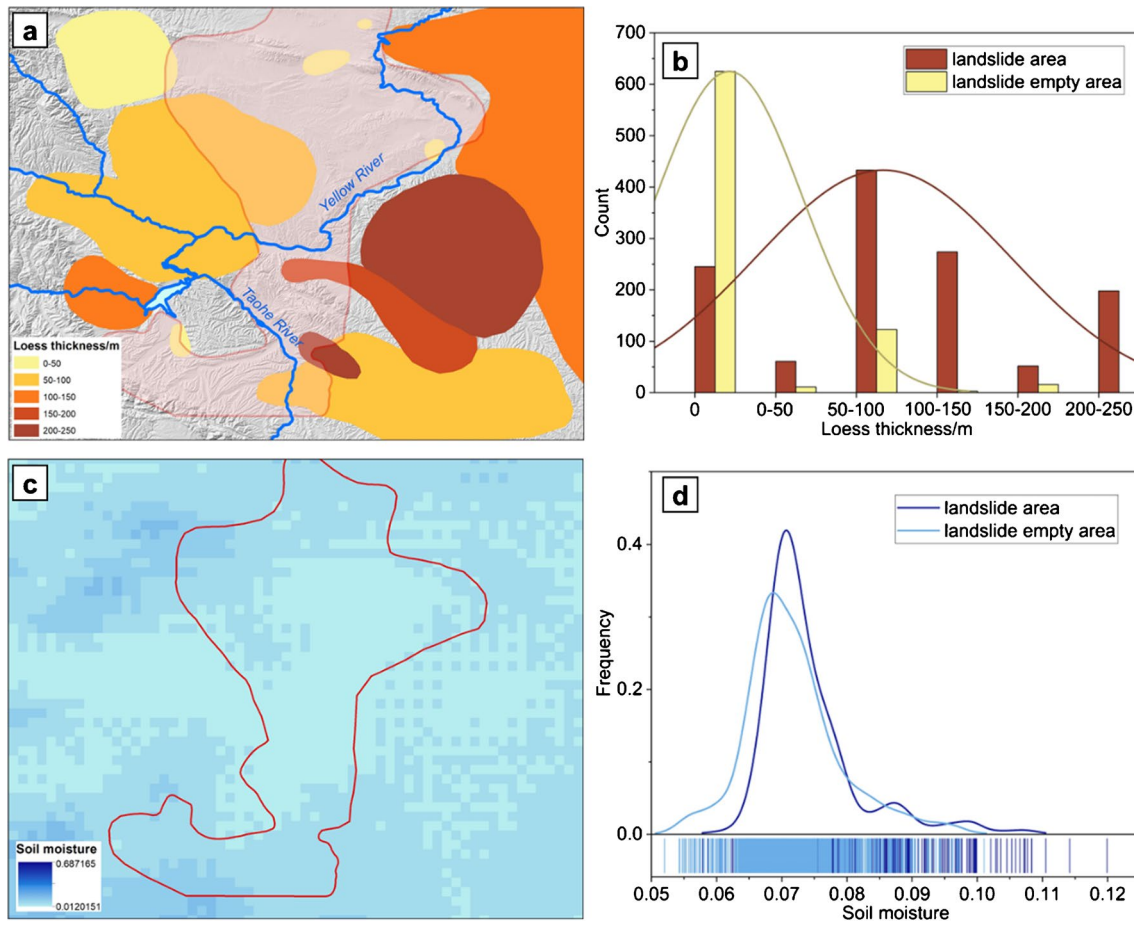 a
Yellow River
Taohe River
Loess thickness/m
0-50
50-100
100-150
150-200
200-250
b
landslide area
landslide empty area
700
600
500
400
300
200
100
0
Count
0 0-50 50-100 100-150 150-200 200-250
Loess thickness/m
c
Soil moisture
0.687165
0.0120151
d
landslide area
landslide empty area
0.4
0.2
0.0
Frequency
0.05 0.06 0.07 0.08 0.09 0.10 0.11 0.12
Soil moisture